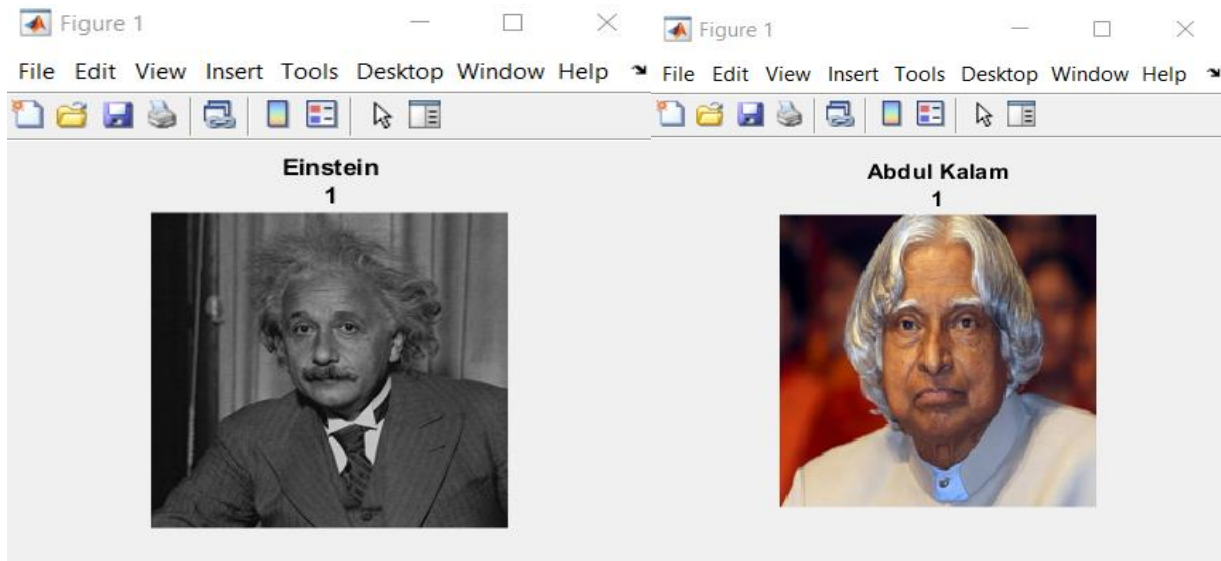 Figure 1
File Edit View Insert Tools Desktop Window Help
Einstein
1
Figure 1
File Edit View Insert Tools Desktop Window Help
Abdul Kalam
1